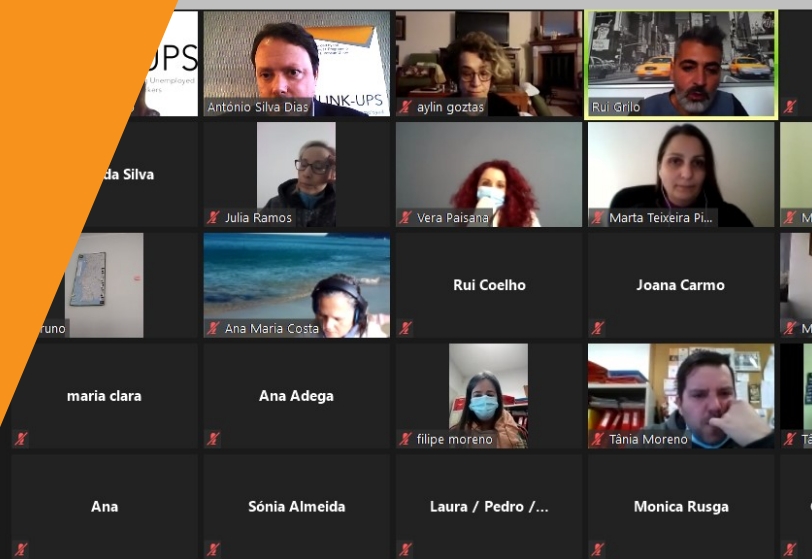 UPS
Unemployed
kers
UNK-UPS
António Silva Dias
aylin goztas
Rui Grilo
da Silva
Julia Ramos
Vera Paisana
Marta Teixeira Pi...
M
runo
Ana Maria Costa
Rui Coelho
Joana Carmo
M
maria clara
Ana Adega
filipe moreno
Tânia Moreno
Tâ
Ana
Sónia Almeida
Laura / Pedro /...
Monica Rusga